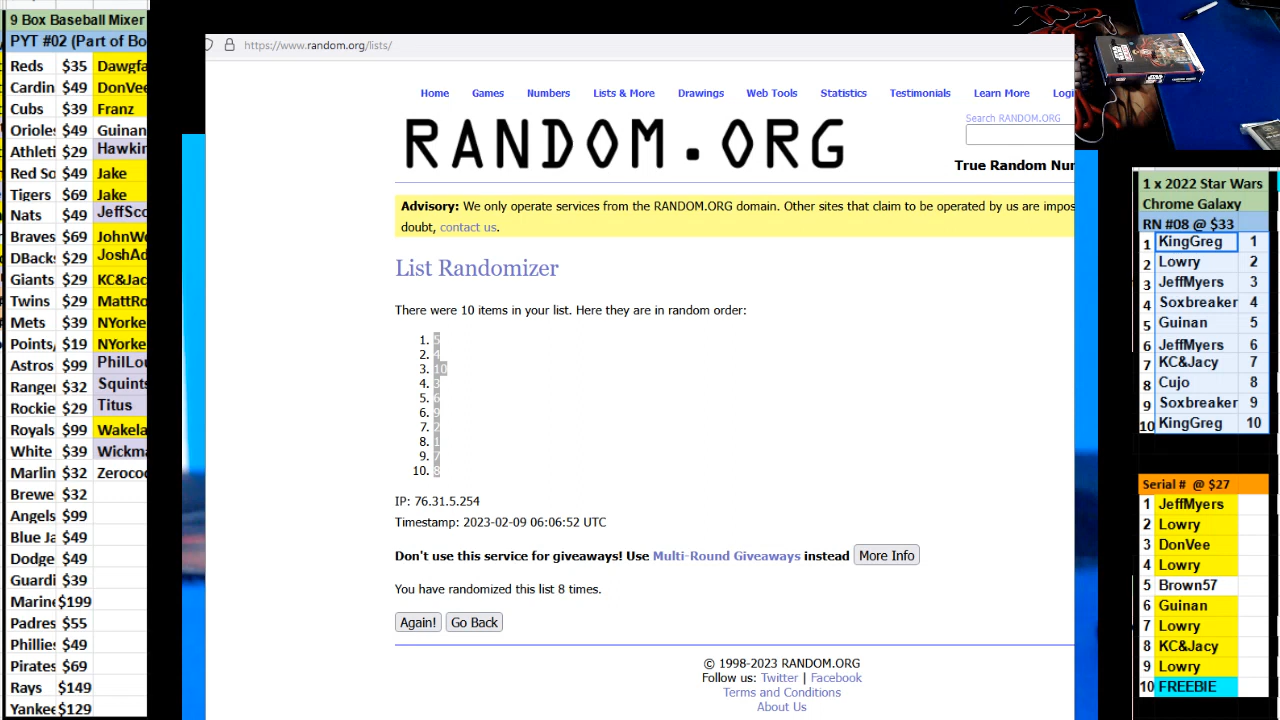 9 Box Baseball Mixer
PYT #02 (Part of Bo
Reds $35 Dawgfa
Cardin $49 DonVee
Cubs $39 Franz
Oriole $49 Guinan
Athleti $29 Hawkin
Red So $49 Jake
Tigers $69 Jake
Nats $49 JeffSco
Braves $69 JohnWo
DBack $29 JoshAd
Giants $29 KC&Jac
Twins $29 MattRo
Mets $39 NYorke
Points/ $19 NYorke
Astros $99 PhilLou
Ranger $32 Squints
Rockie $29 Titus
Royals $99 Wakela
White $39 Wickma
Marlin $32 Zerocoo
Brewe $32
Angels $99
Blue Ja $49
Dodge $49
Guardi $39
Marine $199
Padres $55
Phillie $49
Pirates $69
Rays $149
Yankee $129
https://www.random.org/lists/
Home Games Numbers Lists & More Drawings Web Tools Statistics Testimonials Learn More Logi
Search RANDOM.ORG
RANDOM.ORG
True Random Nu
Advisory: We only operate services from the RANDOM.ORG domain. Other sites that claim to be operated by us are impos
doubt, contact us.
List Randomizer
There were 10 items in your list. Here they are in random order:
1. 5
2. 4
3. 10
4. 3
5. 6
6. 9
7. 2
8. 1
9. 7
10. 8
IP: 76.31.5.254
Timestamp: 2023-02-09 06:06:52 UTC
Don't use this service for giveaways! Use Multi-Round Giveaways instead More Info
You have randomized this list 8 times.
Again! Go Back
© 1998-2023 RANDOM.ORG
Follow us: Twitter | Facebook
Terms and Conditions
About Us
1 x 2022 Star Wars
Chrome Galaxy
RN #08 @ $33
1 KingGreg 1
2 Lowry 2
3 JeffMyers 3
4 Soxbreaker 4
5 Guinan 5
6 JeffMyers 6
7 KC&Jacy 7
8 Cujo 8
9 Soxbreaker 9
10 KingGreg 10
Serial # @ $27
1 JeffMyers
2 Lowry
3 DonVee
4 Lowry
5 Brown57
6 Guinan
7 Lowry
8 KC&Jacy
9 Lowry
10 FREEBIE